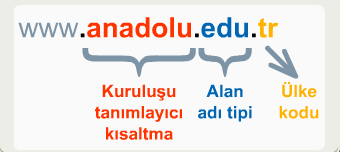 www.anadolu.edu.tr
Kuruluşu tanımlayıcı kısaltma
Alan adı tipi
Ülke kodu